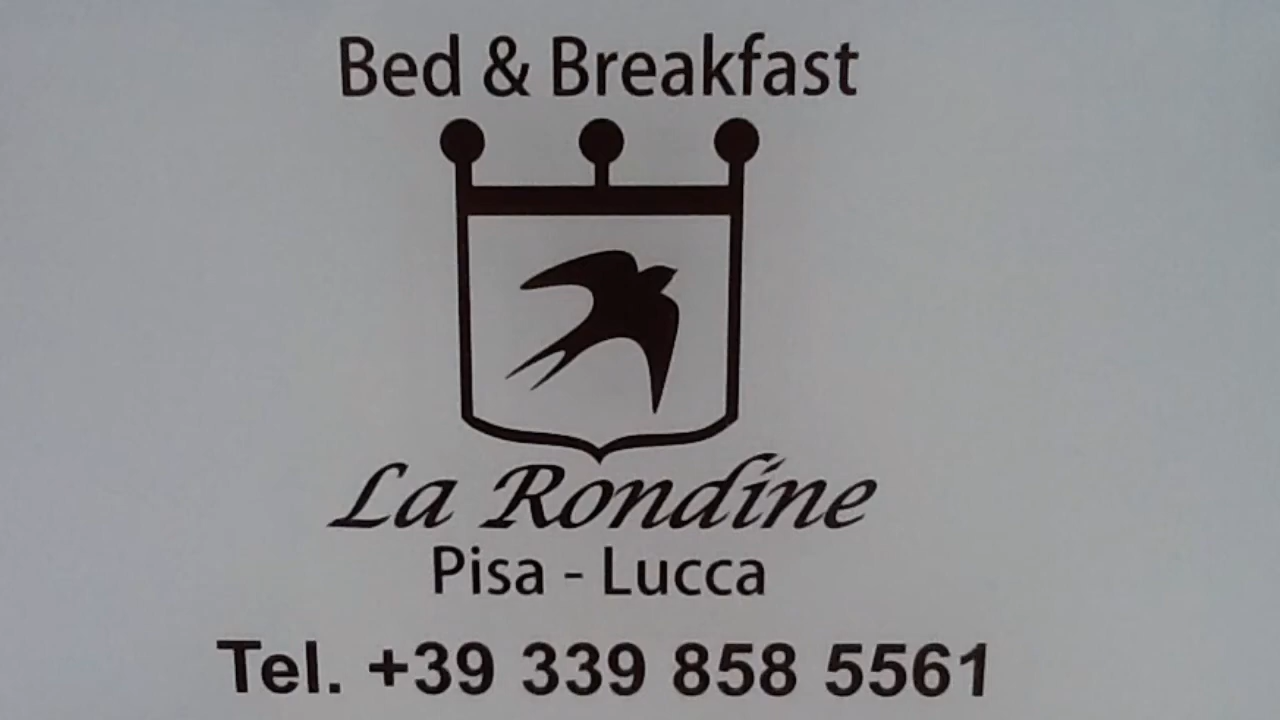 Bed & Breakfast
La Rondine
Pisa - Lucca
Tel. +39 339 858 5561